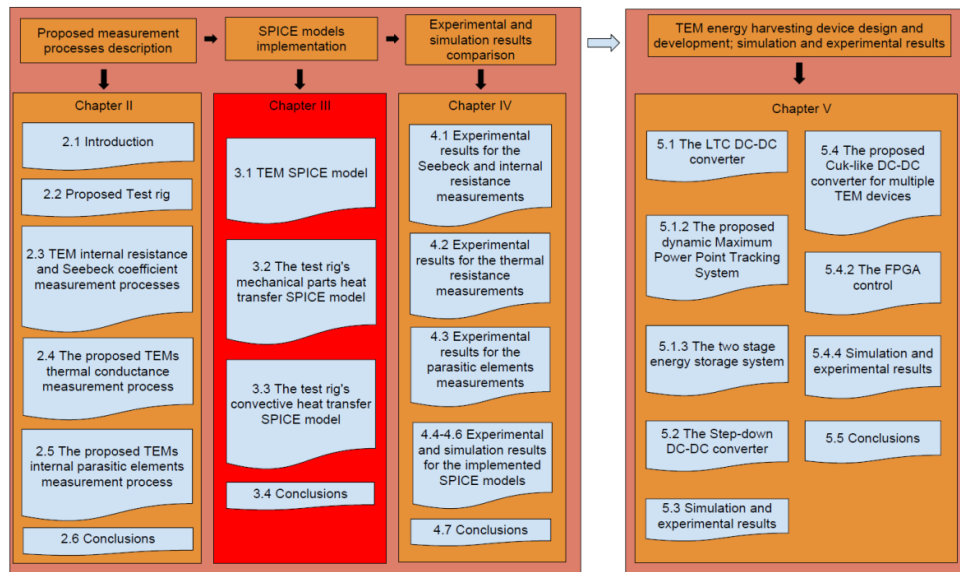 Proposed measurement
processes description
SPICE models
implementation
Experimental and
simulation results
comparison
TEM energy harvesting device design and
development; simulation and experimental results
Chapter II
2.1 Introduction
2.2 Proposed Test rig
2.3 TEM internal resistance
and Seebeck coefficient
measurement processes
2.4 The proposed TEMs
thermal conductance
measurement process
2.5 The proposed TEMs
internal parasitic elements
measurement process
2.6 Conclusions
Chapter III
3.1 TEM SPICE model
3.2 The test rig's
mechanical parts heat
transfer SPICE model
3.3 The test rig's
convective heat transfer
SPICE model
3.4 Conclusions
Chapter IV
4.1 Experimental
results for the
Seebeck and internal
resistance
measurements
4.2 Experimental
results for the
thermal resistance
measurements
4.3 Experimental
results for the
parasitic elements
measurements
4.4-4.6 Experimental
and simulation results
for the implemented
SPICE models
4.7 Conclusions
Chapter V
5.1 The LTC DC-DC
converter
5.1.2 The proposed
dynamic Maximum
Power Point Tracking
System
5.1.3 The two stage
energy storage system
5.2 The Step-down
DC-DC converter
5.3 Simulation and
experimental results
5.4 The proposed
Cuk-like DC-DC
converter for multiple
TEM devices
5.4.2 The FPGA
control
5.4.4 Simulation and
experimental results
5.5 Conclusions